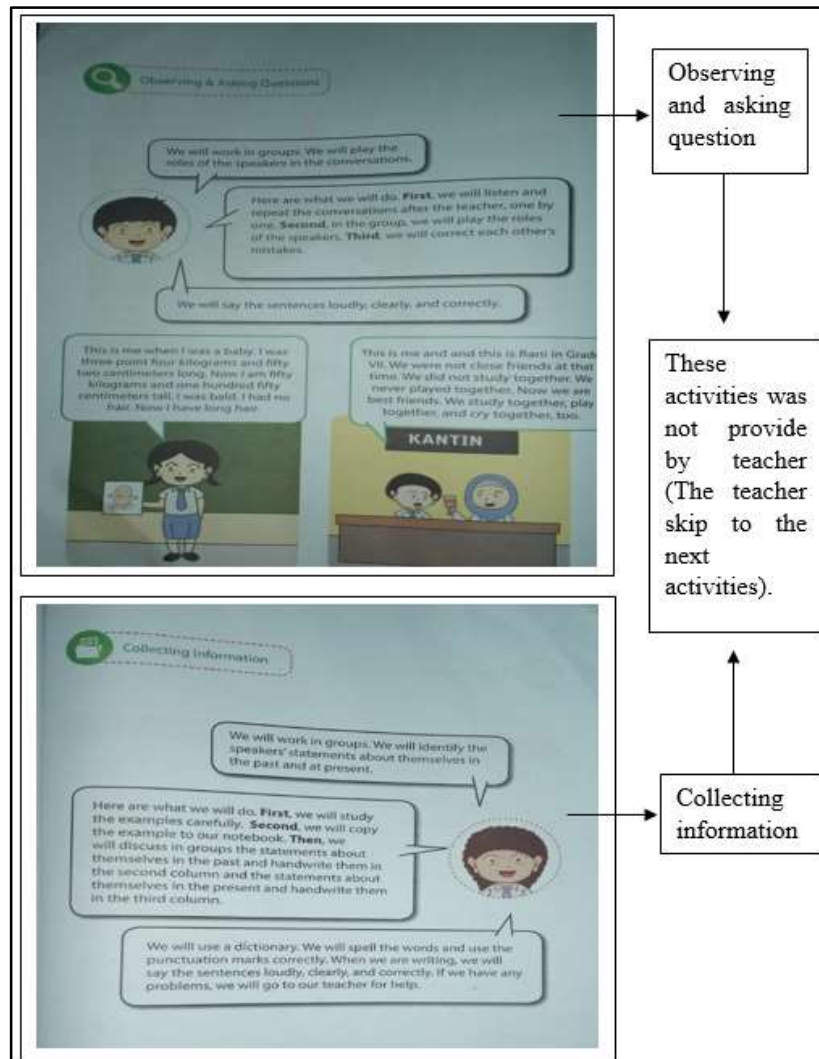 Observing & Asking Questions
We will work in groups. We will play the
roles of the speakers in the conversations.
Here are what we will do. First, we will listen and
repeat the conversations after the teacher, one by
one. Second, in the group, we will play the roles
of the speakers. Third, we will correct each other's
mistakes.
We will say the sentences loudly, clearly, and correctly.
This is me when I was a baby. I was
three point four kilograms and fifty
two centimeters long. Now I am fifty
kilograms and one hundred fifty
centimeters tall. I was bald. I had no
hair. Now I have long hair.
This is me and and this is Rani in Grade
VII. We were not close friends at that
time. We did not study together. We
never played together. Now we are
best friends. We study together, play
together, and cry together, too.
KANTIN
Observing
and asking
question
These
activities was
not provide
by teacher
(The teacher
skip to the
next
activities).
Collecting Information
We will work in groups. We will identify the
speakers' statements about themselves in
the past and at present.
Here are what we will do. First, we will study
the examples carefully. Second, we will copy
the example to our notebook. Then, we
will discuss in groups the statements about
themselves in the past and handwrite them in
the second column and the statements about
themselves in the present and handwrite them
in the third column.
We will use a dictionary. We will spell the words and use the
punctuation marks correctly. When we are writing, we will
say the sentences loudly, clearly, and correctly. If we have any
problems, we will go to our teacher for help.
Collecting
information